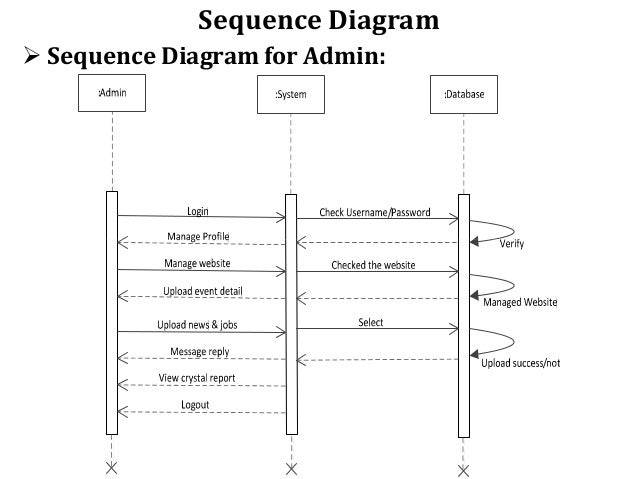 Sequence Diagram
➢ Sequence Diagram for Admin:
:Admin
:System
:Database
Login
Check Username/Password
Manage Profile
Verify
Manage website
Checked the website
Upload event detail
Managed Website
Upload news & jobs
Select
Message reply
Upload success/not
View crystal report
Logout